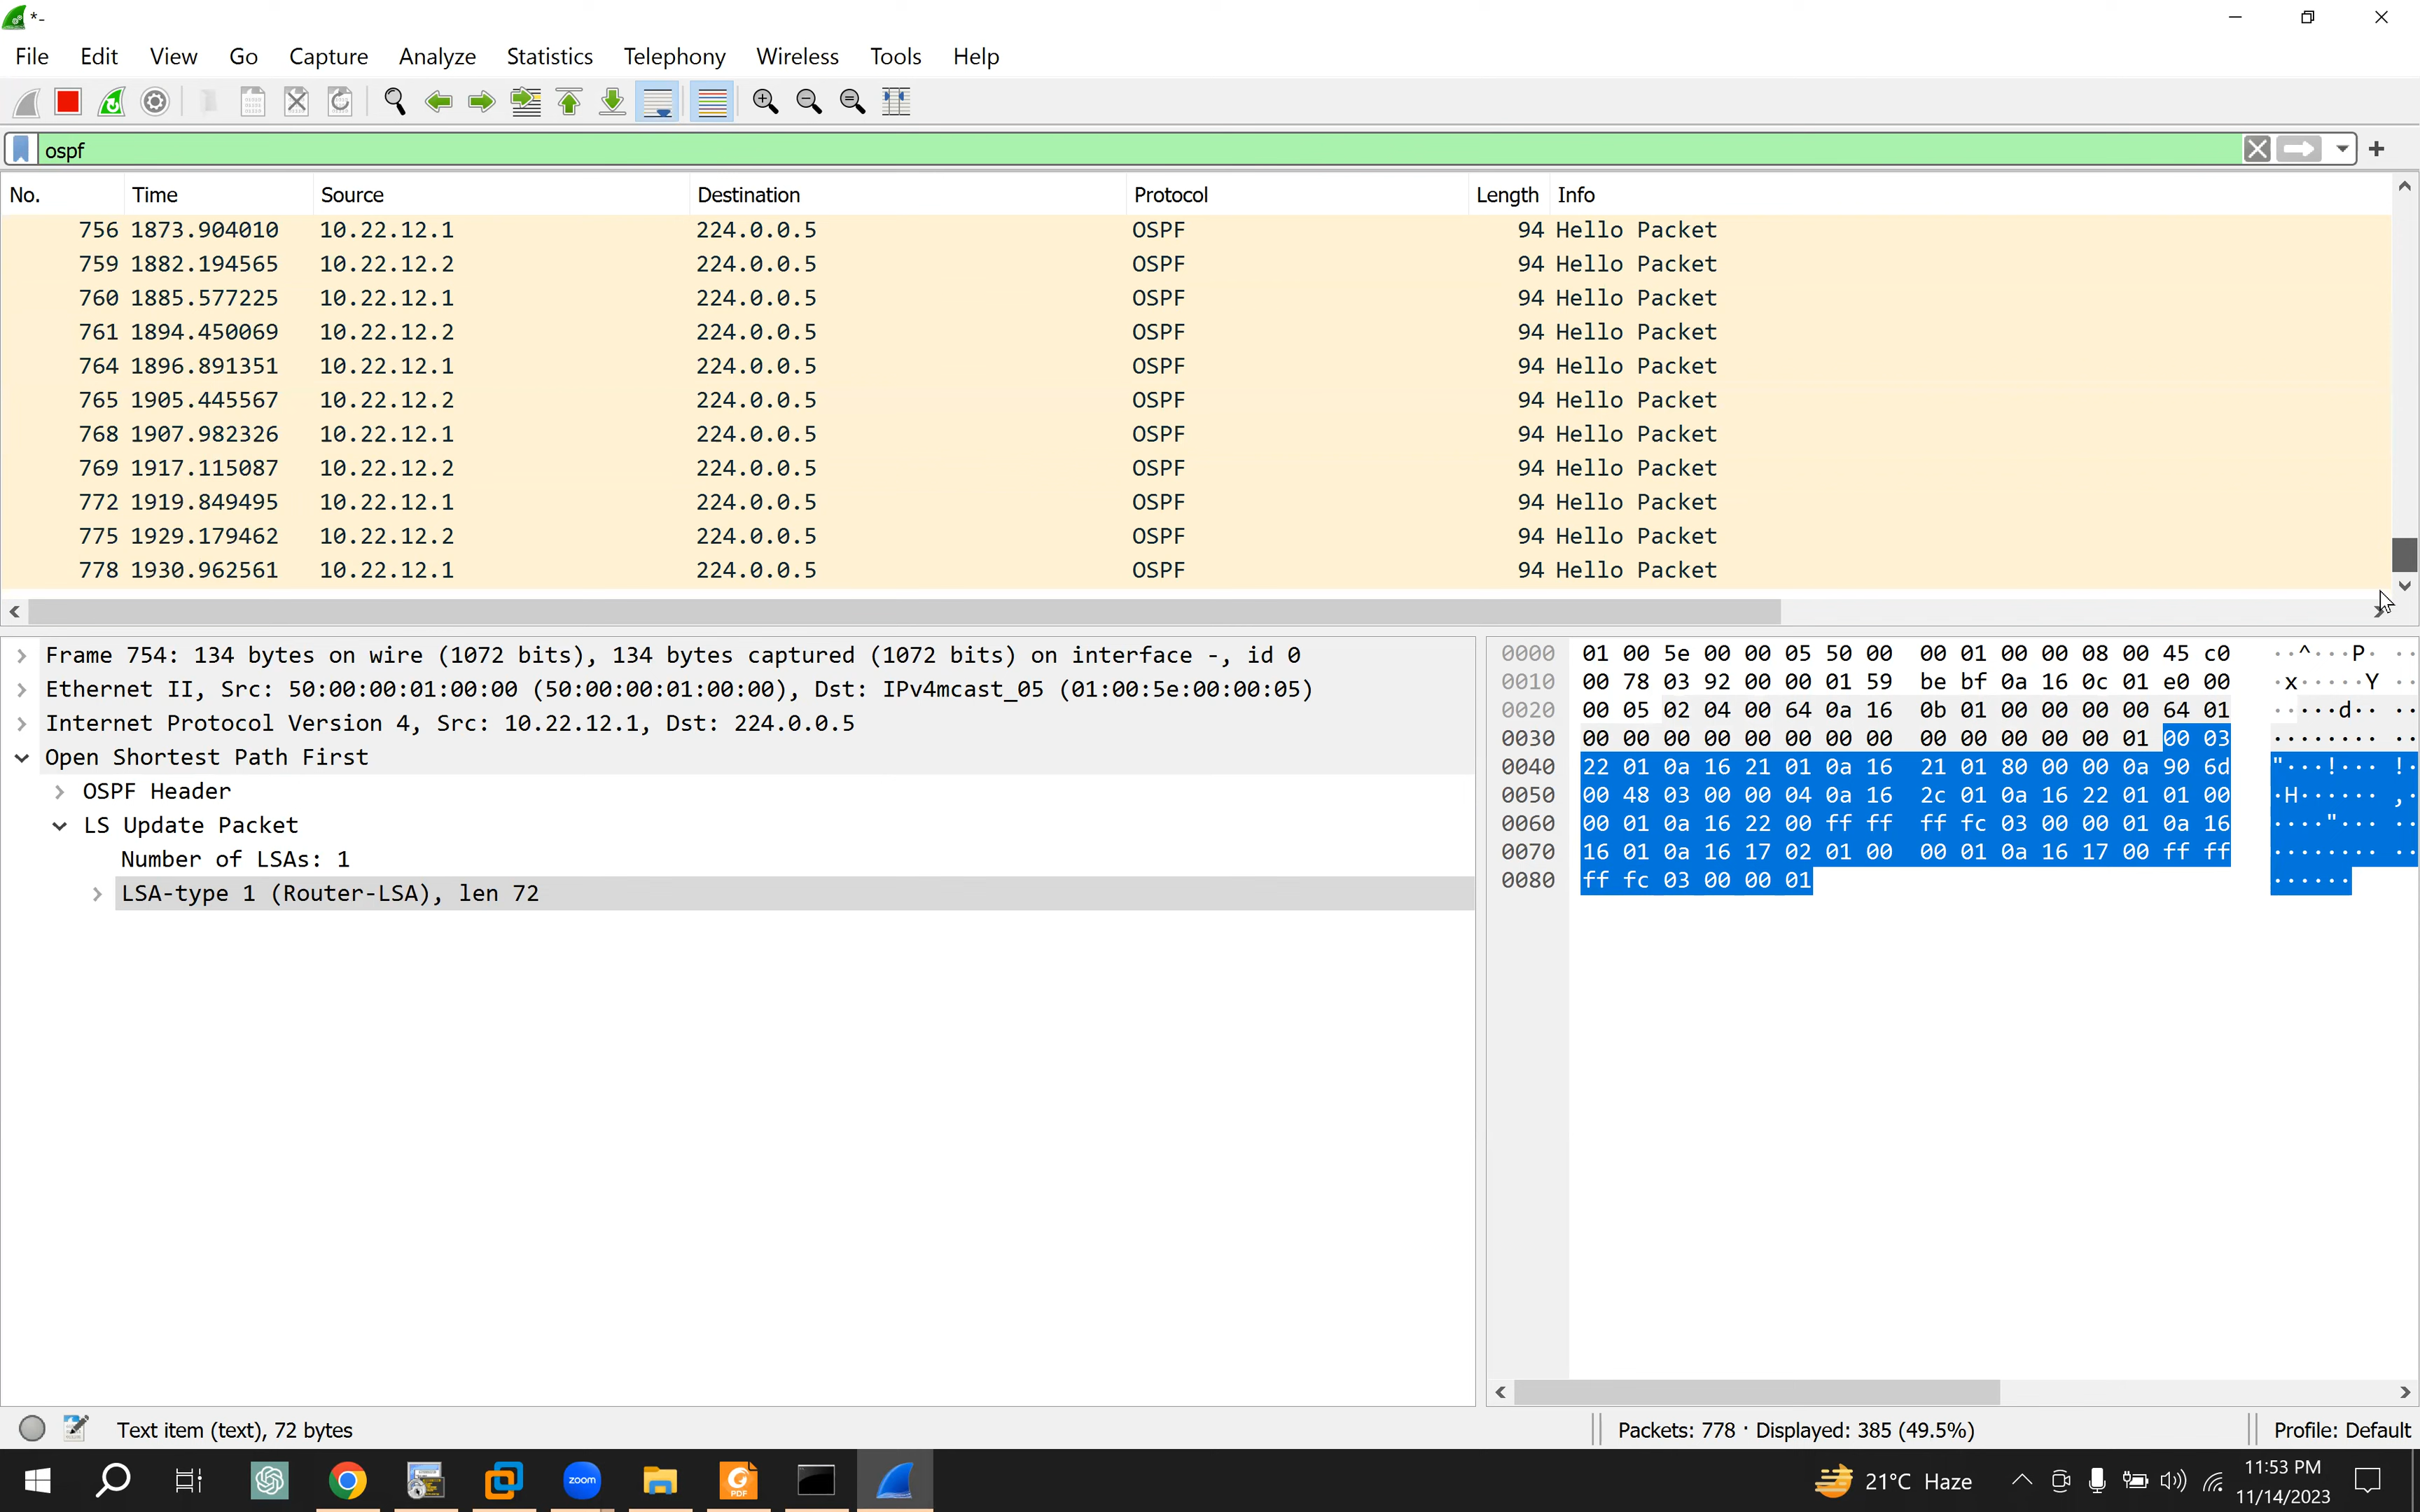 *-
File Edit View Go Capture Analyze Statistics Telephony Wireless Tools Help
ospf
No. Time Source Destination Protocol Length Info
756 1873.904010 10.22.12.1 224.0.0.5 OSPF 94 Hello Packet
759 1882.194565 10.22.12.2 224.0.0.5 OSPF 94 Hello Packet
760 1885.577225 10.22.12.1 224.0.0.5 OSPF 94 Hello Packet
761 1894.450069 10.22.12.2 224.0.0.5 OSPF 94 Hello Packet
764 1896.891351 10.22.12.1 224.0.0.5 OSPF 94 Hello Packet
765 1905.445567 10.22.12.2 224.0.0.5 OSPF 94 Hello Packet
768 1907.982326 10.22.12.1 224.0.0.5 OSPF 94 Hello Packet
769 1917.115087 10.22.12.2 224.0.0.5 OSPF 94 Hello Packet
772 1919.849495 10.22.12.1 224.0.0.5 OSPF 94 Hello Packet
775 1929.179462 10.22.12.2 224.0.0.5 OSPF 94 Hello Packet
778 1930.962561 10.22.12.1 224.0.0.5 OSPF 94 Hello Packet
Frame 754: 134 bytes on wire (1072 bits), 134 bytes captured (1072 bits) on interface -, id 0
Ethernet II, Src: 50:00:00:01:00:00 (50:00:00:01:00:00), Dst: IPv4mcast_05 (01:00:5e:00:00:05)
Internet Protocol Version 4, Src: 10.22.12.1, Dst: 224.0.0.5
Open Shortest Path First
OSPF Header
LS Update Packet
Number of LSAs: 1
LSA-type 1 (Router-LSA), len 72
0000 01 00 5e 00 00 05 50 00 00 01 00 00 08 00 45 c0 ··^···P· ··
0010 00 78 03 92 00 00 01 59 be bf 0a 16 0c 01 e0 00 ·x·····Y ··
0020 00 05 02 04 00 64 0a 16 0b 01 00 00 00 00 64 01 ·····d·· ··
0030 00 00 00 00 00 00 00 00 00 00 00 00 00 01 00 03 ········ ··
0040 22 01 0a 16 21 01 0a 16 21 01 80 00 00 0a 90 6d "···!··· !·
0050 00 48 03 00 00 04 0a 16 2c 01 0a 16 22 01 01 00 ·H······ ,·
0060 00 01 0a 16 22 00 ff ff ff fc 03 00 00 01 0a 16 ····"··· ··
0070 16 01 0a 16 17 02 01 00 00 01 0a 16 17 00 ff ff ········ ··
0080 ff fc 03 00 00 01 ······
Text item (text), 72 bytes
Packets: 778 · Displayed: 385 (49.5%)
Profile: Default
zoom
PDF
21°C Haze
11:53 PM
11/14/2023